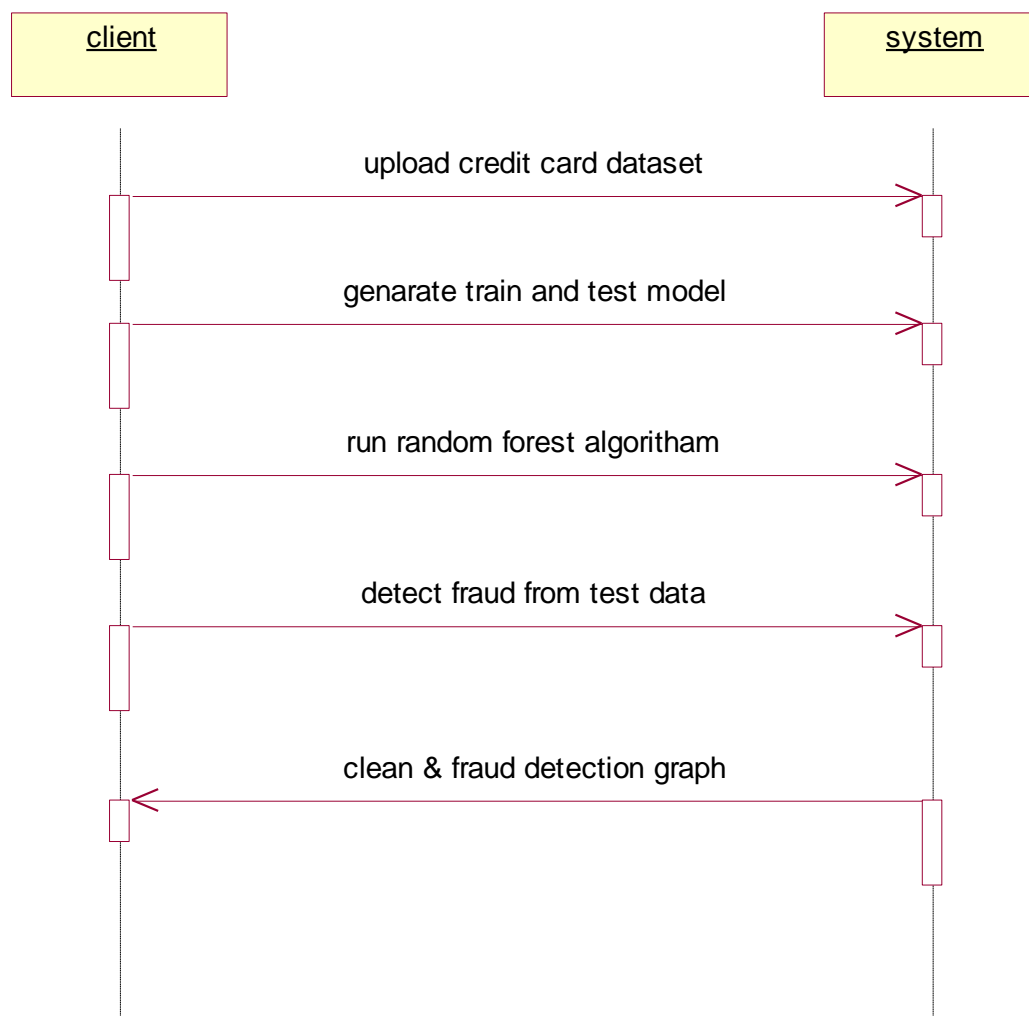 client
system
upload credit card dataset
genarate train and test model
run random forest algoritham
detect fraud from test data
clean & fraud detection graph